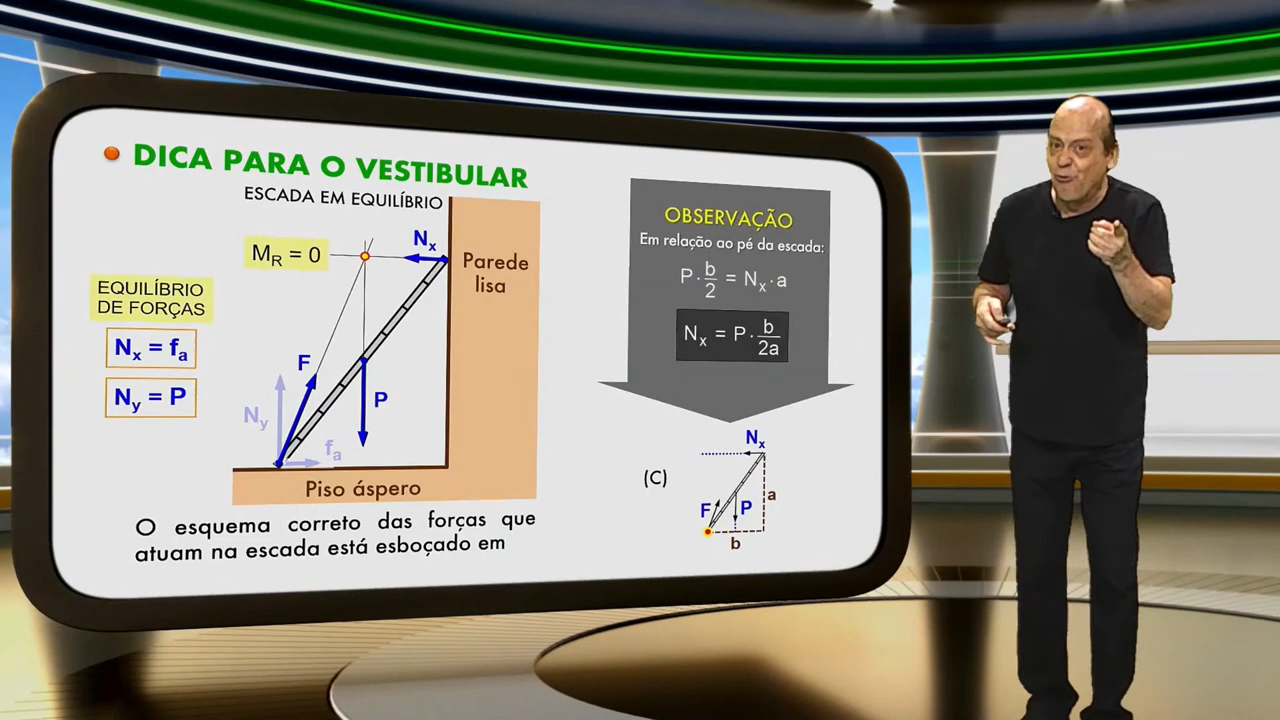 DICA PARA O VESTIBULAR
ESCADA EM EQUILÍBRIO
M_R = 0
N_x
Parede
lisa
EQUILÍBRIO
DE FORÇAS
N_x = f_a
N_y = P
F
P
N_y
f_a
Piso áspero
O esquema correto das forças que
atuam na escada está esboçado em
OBSERVAÇÃO
Em relação ao pé da escada:
P · b/2 = N_x · a
N_x = P · b/2a
(C)
N_x
F
P
a
b